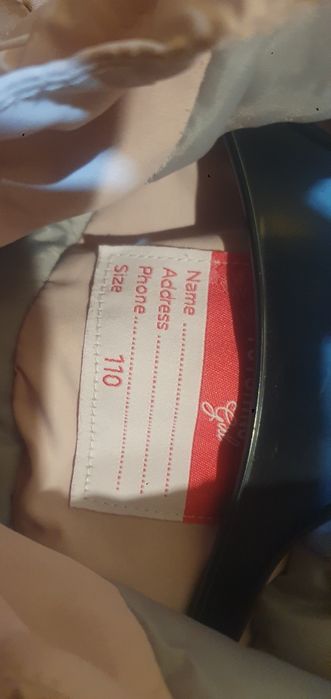 Name ....................
Address ....................
Phone ....................
Size 110 ..........